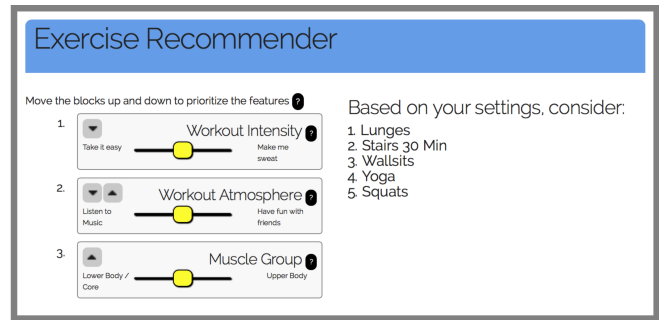 Exercise Recommender
Move the blocks up and down to prioritize the features ?
1.
Workout Intensity ?
Take it easy
Make me
sweat
2.
Workout Atmosphere ?
Listen to
Music
Have fun with
friends
3.
Muscle Group ?
Lower Body /
Core
Upper Body
Based on your settings, consider:
1. Lunges
2. Stairs 30 Min
3. Wallsits
4. Yoga
5. Squats